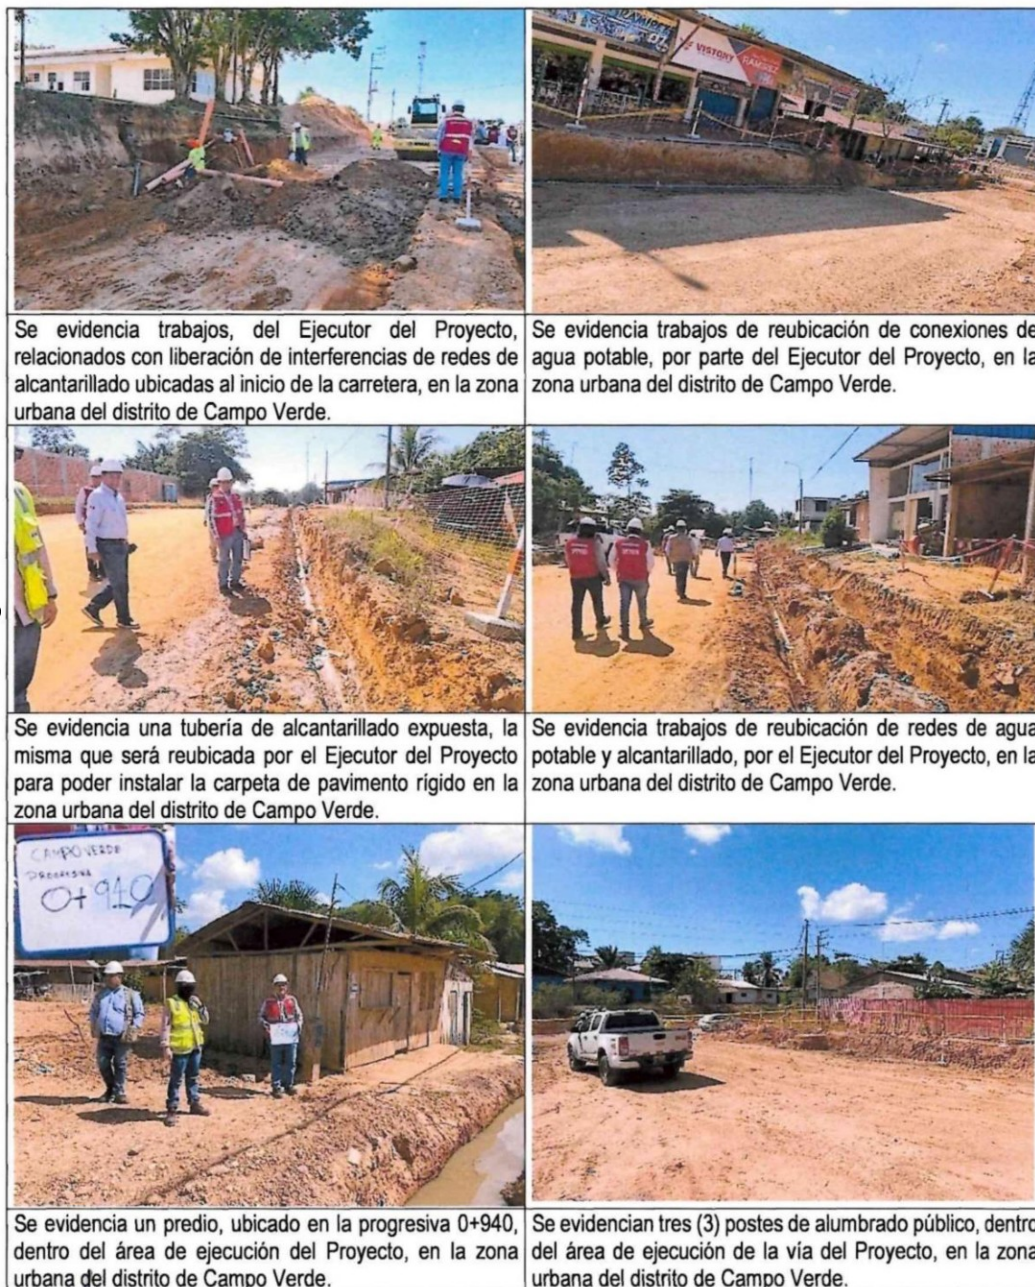 RAMIREZ
VISTONY
RAMIREZ
Se evidencia trabajos, del Ejecutor del Proyecto,
relacionados con liberación de interferencias de redes de
alcantarillado ubicadas al inicio de la carretera, en la zona
urbana del distrito de Campo Verde.
Se evidencia trabajos de reubicación de conexiones de
agua potable, por parte del Ejecutor del Proyecto, en la
zona urbana del distrito de Campo Verde.
Se evidencia una tubería de alcantarillado expuesta, la
misma que será reubicada por el Ejecutor del Proyecto
para poder instalar la carpeta de pavimento rígido en la
zona urbana del distrito de Campo Verde.
Se evidencia trabajos de reubicación de redes de agua
potable y alcantarillado, por el Ejecutor del Proyecto, en la
zona urbana del distrito de Campo Verde.
CAMPOVERDE
PROGRESIVA
0+940
Se evidencia un predio, ubicado en la progresiva 0+940,
dentro del área de ejecución del Proyecto, en la zona
urbana del distrito de Campo Verde.
Se evidencian tres (3) postes de alumbrado público, dentro
del área de ejecución de la vía del Proyecto, en la zona
urbana del distrito de Campo Verde.